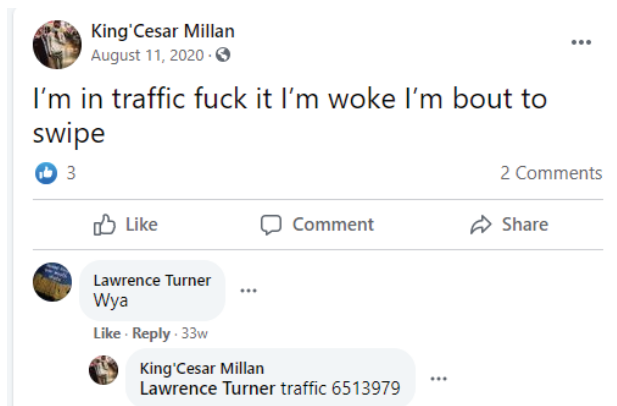 King'Cesar Millan
August 11, 2020 ·
I'm in traffic fuck it I'm woke I'm bout to
swipe
3
2 Comments
Like
Comment
Share
Lawrence Turner
Wya
Like · Reply · 33w
King'Cesar Millan
Lawrence Turner traffic 6513979